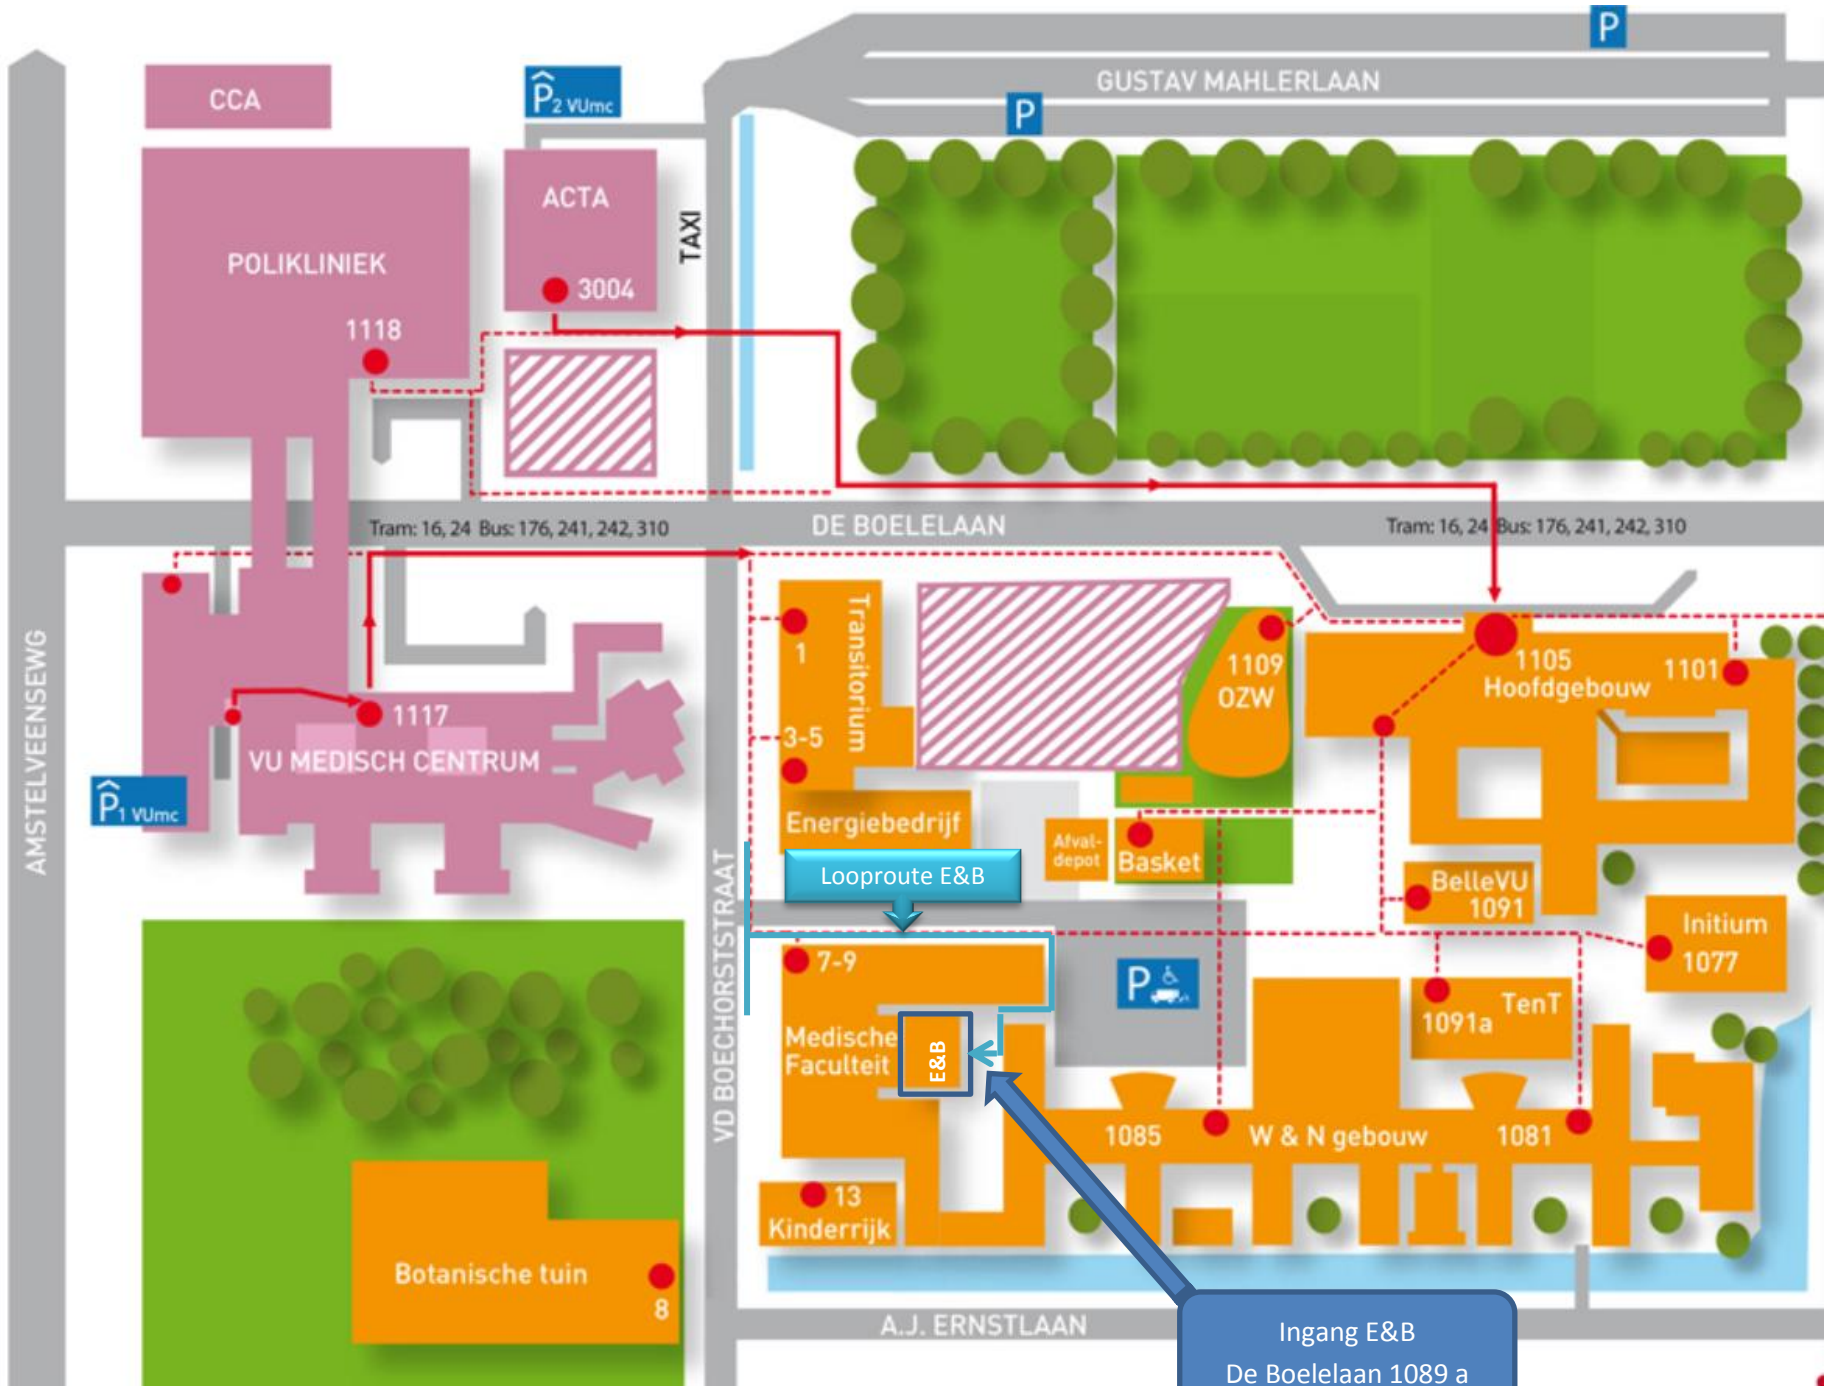 P
GUSTAV MAHLERLAAN
P
P2 VUmc
CCA
ACTA
TAXI
POLIKLINIEK
3004
1118
DE BOELELAAN
Tram: 16, 24 Bus: 176, 241, 242, 310
Tram: 16, 24 Bus: 176, 241, 242, 310
AMSTELVEENSEWG
1117
VU MEDISCH CENTRUM
P1 VUmc
Transitorium
1
3-5
Energiebedrijf
1109
OZW
1105
Hoofdgebouw
1101
Afval-
depot
Basket
Looproute E&B
BelleVU
1091
Initium
1077
VD BOECHORSTSTRAAT
7-9
P
Medische
Faculteit
E&B
TenT
1091a
1085
W & N gebouw
1081
13
Kinderrijk
Botanische tuin
8
A.J. ERNSTLAAN
Ingang E&B
De Boelelaan 1089 a